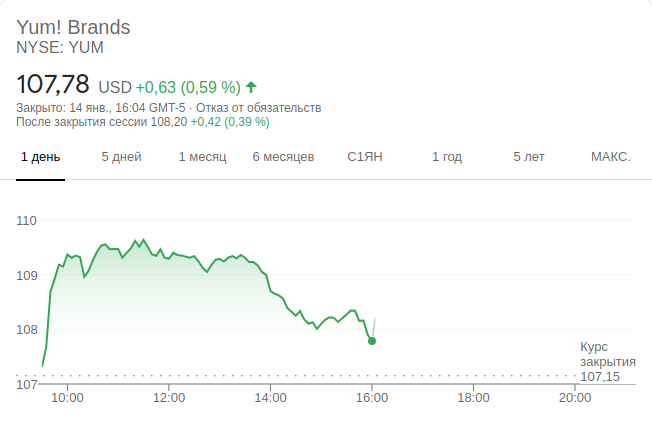 Yum! Brands
NYSE: YUM
107,78 USD +0,63 (0,59 %)
Закрыто: 14 янв., 16:04 GMT-5 · Отказ от обязательств
После закрытия сессии 108,20 +0,42 (0,39 %)
1 день 5 дней 1 месяц 6 месяцев С1ЯН 1 год 5 лет МАКС.
110
109
108
Курс
закрытия
107,15
107
10:00 12:00 14:00 16:00 18:00 20:00